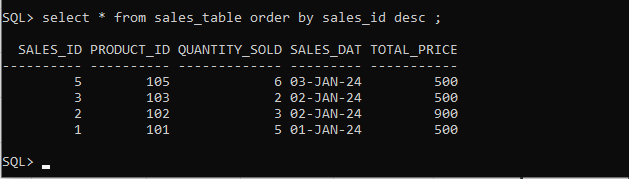 SQL> select * from sales_table order by sales_id desc ;
  SALES_ID PRODUCT_ID QUANTITY_SOLD SALES_DAT TOTAL_PRICE
---------- ---------- ------------- --------- -----------
         5        105             6 03-JAN-24         500
         3        103             2 02-JAN-24         500
         2        102             3 02-JAN-24         900
         1        101             5 01-JAN-24         500
SQL>